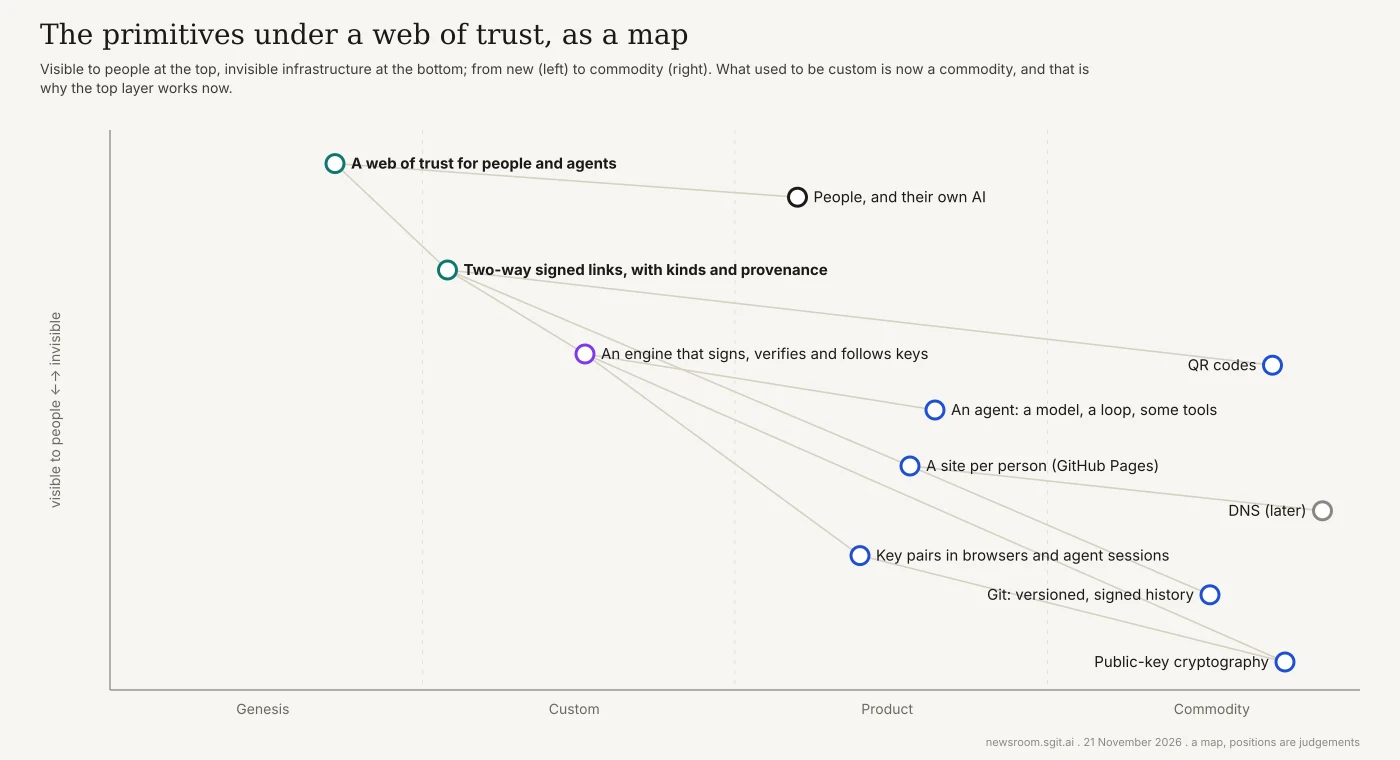 The primitives under a web of trust, as a map
Visible to people at the top, invisible infrastructure at the bottom; from new (left) to commodity (right). What used to be custom is now a commodity, and that is
why the top layer works now.
A web of trust for people and agents
People, and their own AI
Two-way signed links, with kinds and provenance
An engine that signs, verifies and follows keys
QR codes
An agent: a model, a loop, some tools
A site per person (GitHub Pages)
DNS (later)
Key pairs in browsers and agent sessions
Git: versioned, signed history
Public-key cryptography
visible to people <--> invisible
Genesis
Custom
Product
Commodity
newsroom.sgit.ai . 21 November 2026 . a map, positions are judgements